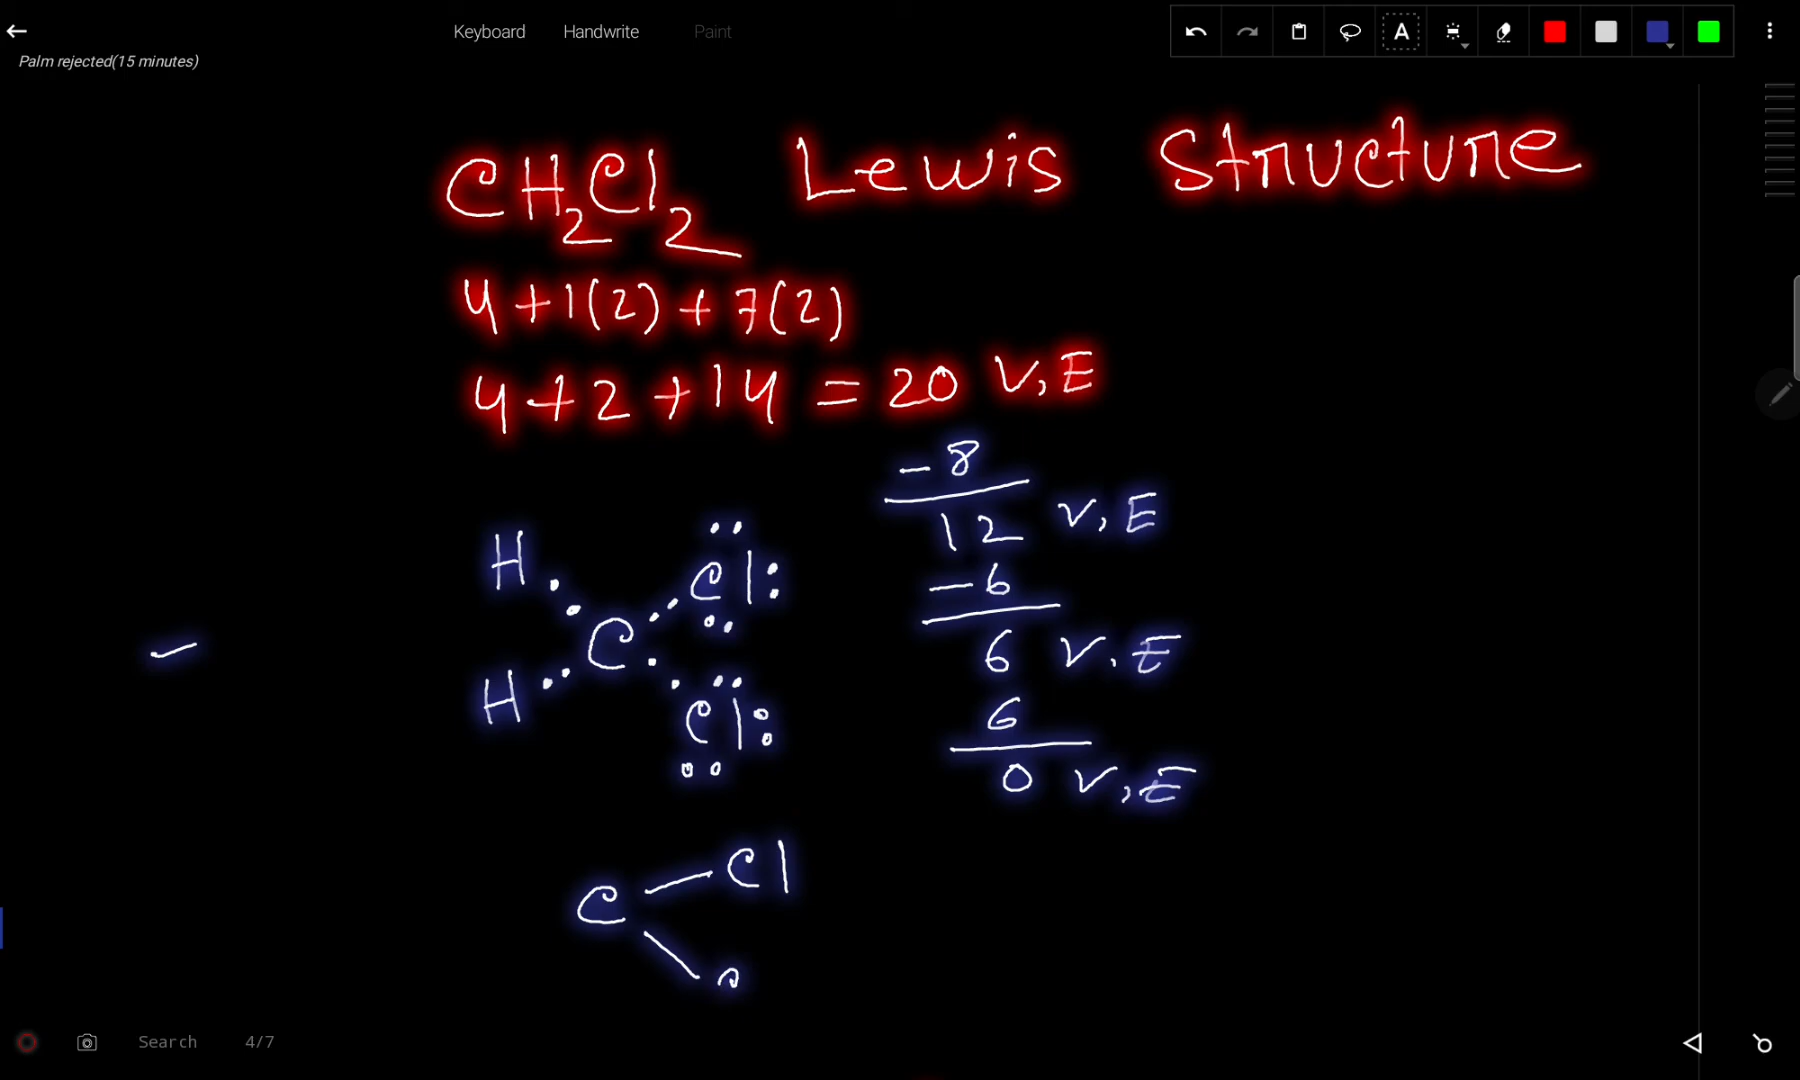 Keyboard Handwrite Paint
A
Palm rejected(15 minutes)
CH2Cl2 Lewis Structure
4+1(2)+7(2)
4+2+14=20 V,E
-8
12 V,E
-6
6 V,E
6
0 V,E
H :Cl:
C
H Cl:
C-Cl
Search 4/7